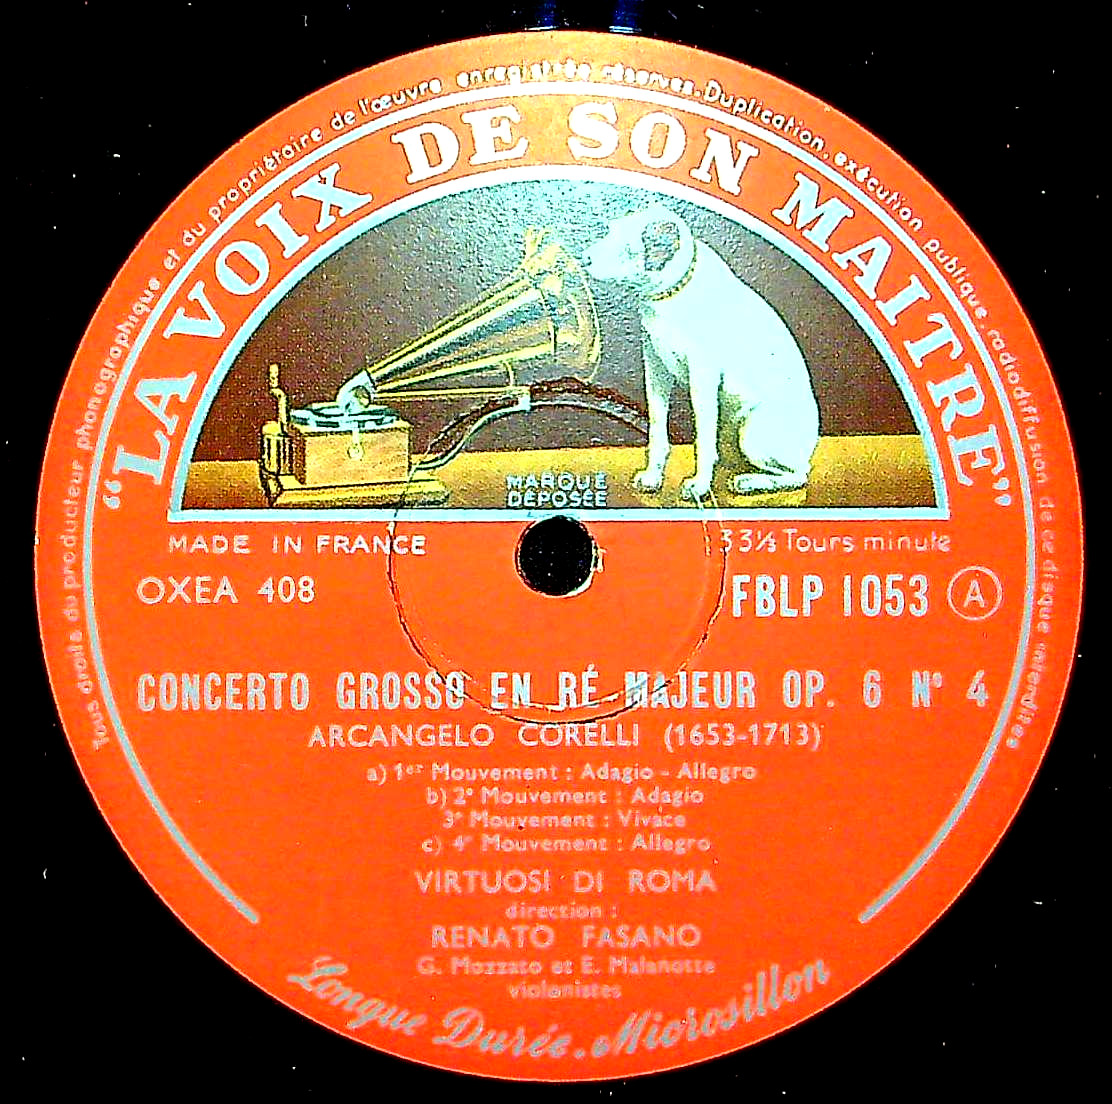 Tous droits du producteur phonographique et du propriétaire de l'œuvre enregistrée réservés. Duplication, exécution publique, radiodiffusion de ce disque interdites
"LA VOIX DE SON MAITRE"
MARQUE
DÉPOSÉE
MADE IN FRANCE
33⅓ Tours minute
OXEA 408
FBLP 1053 A
CONCERTO GROSSO EN RÉ MAJEUR OP. 6 Nº 4
ARCANGELO CORELLI (1653-1713)
a) 1er Mouvement : Adagio - Allegro
b) 2e Mouvement : Adagio
3e Mouvement : Vivace
c) 4e Mouvement : Allegro
VIRTUOSI DI ROMA
direction :
RENATO FASANO
G. Mozzato et E. Malanotte
violonistes
Longue Durée. Microsillon